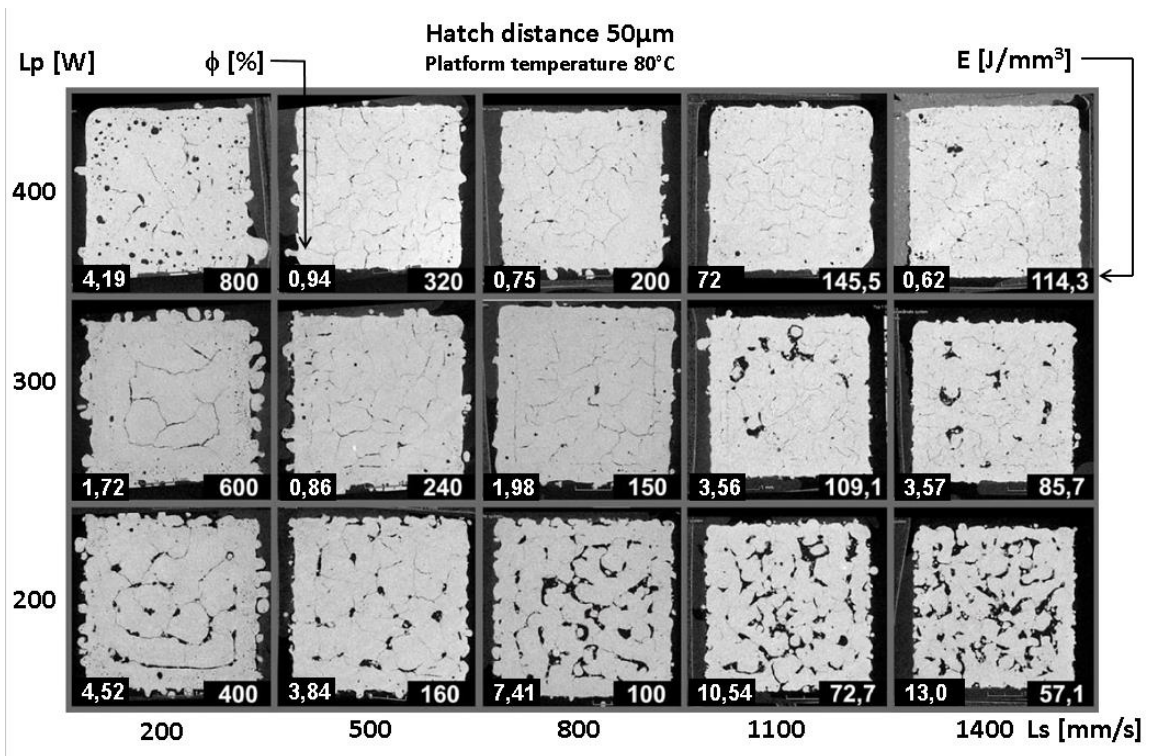 Hatch distance 50µm
Lp [W] ϕ [%] Platform temperature 80°C E [J/mm³]
400
4,19 800 0,94 320 0,75 200 72 145,5 0,62 114,3
300
1,72 600 0,86 240 1,98 150 3,56 109,1 3,57 85,7
200
4,52 400 3,84 160 7,41 100 10,54 72,7 13,0 57,1
200 500 800 1100 1400 Ls [mm/s]